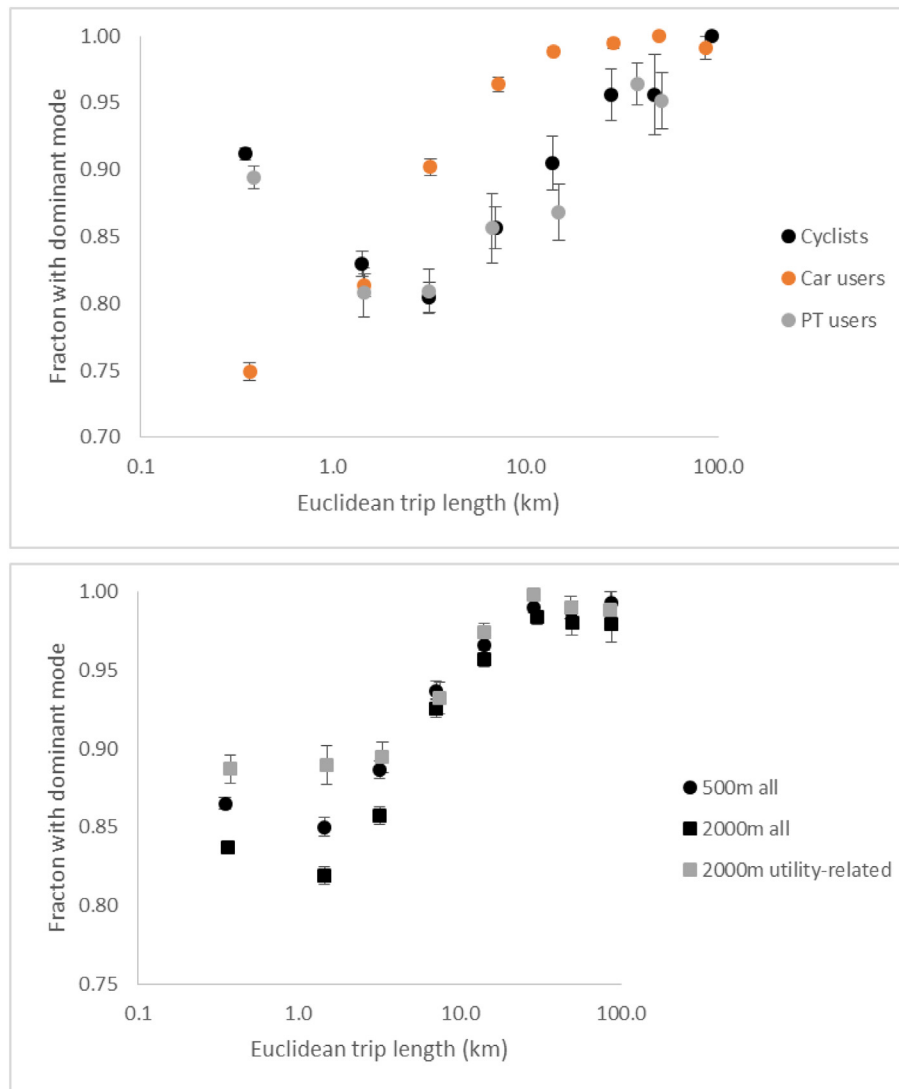 1.00
0.95
0.90
0.85
0.80
0.75
0.70
Fracton with dominant mode
0.1
1.0
10.0
100.0
Euclidean trip length (km)
Cyclists
Car users
PT users
1.00
0.95
0.90
0.85
0.80
0.75
Fracton with dominant mode
0.1
1.0
10.0
100.0
Euclidean trip length (km)
500m all
2000m all
2000m utility-related